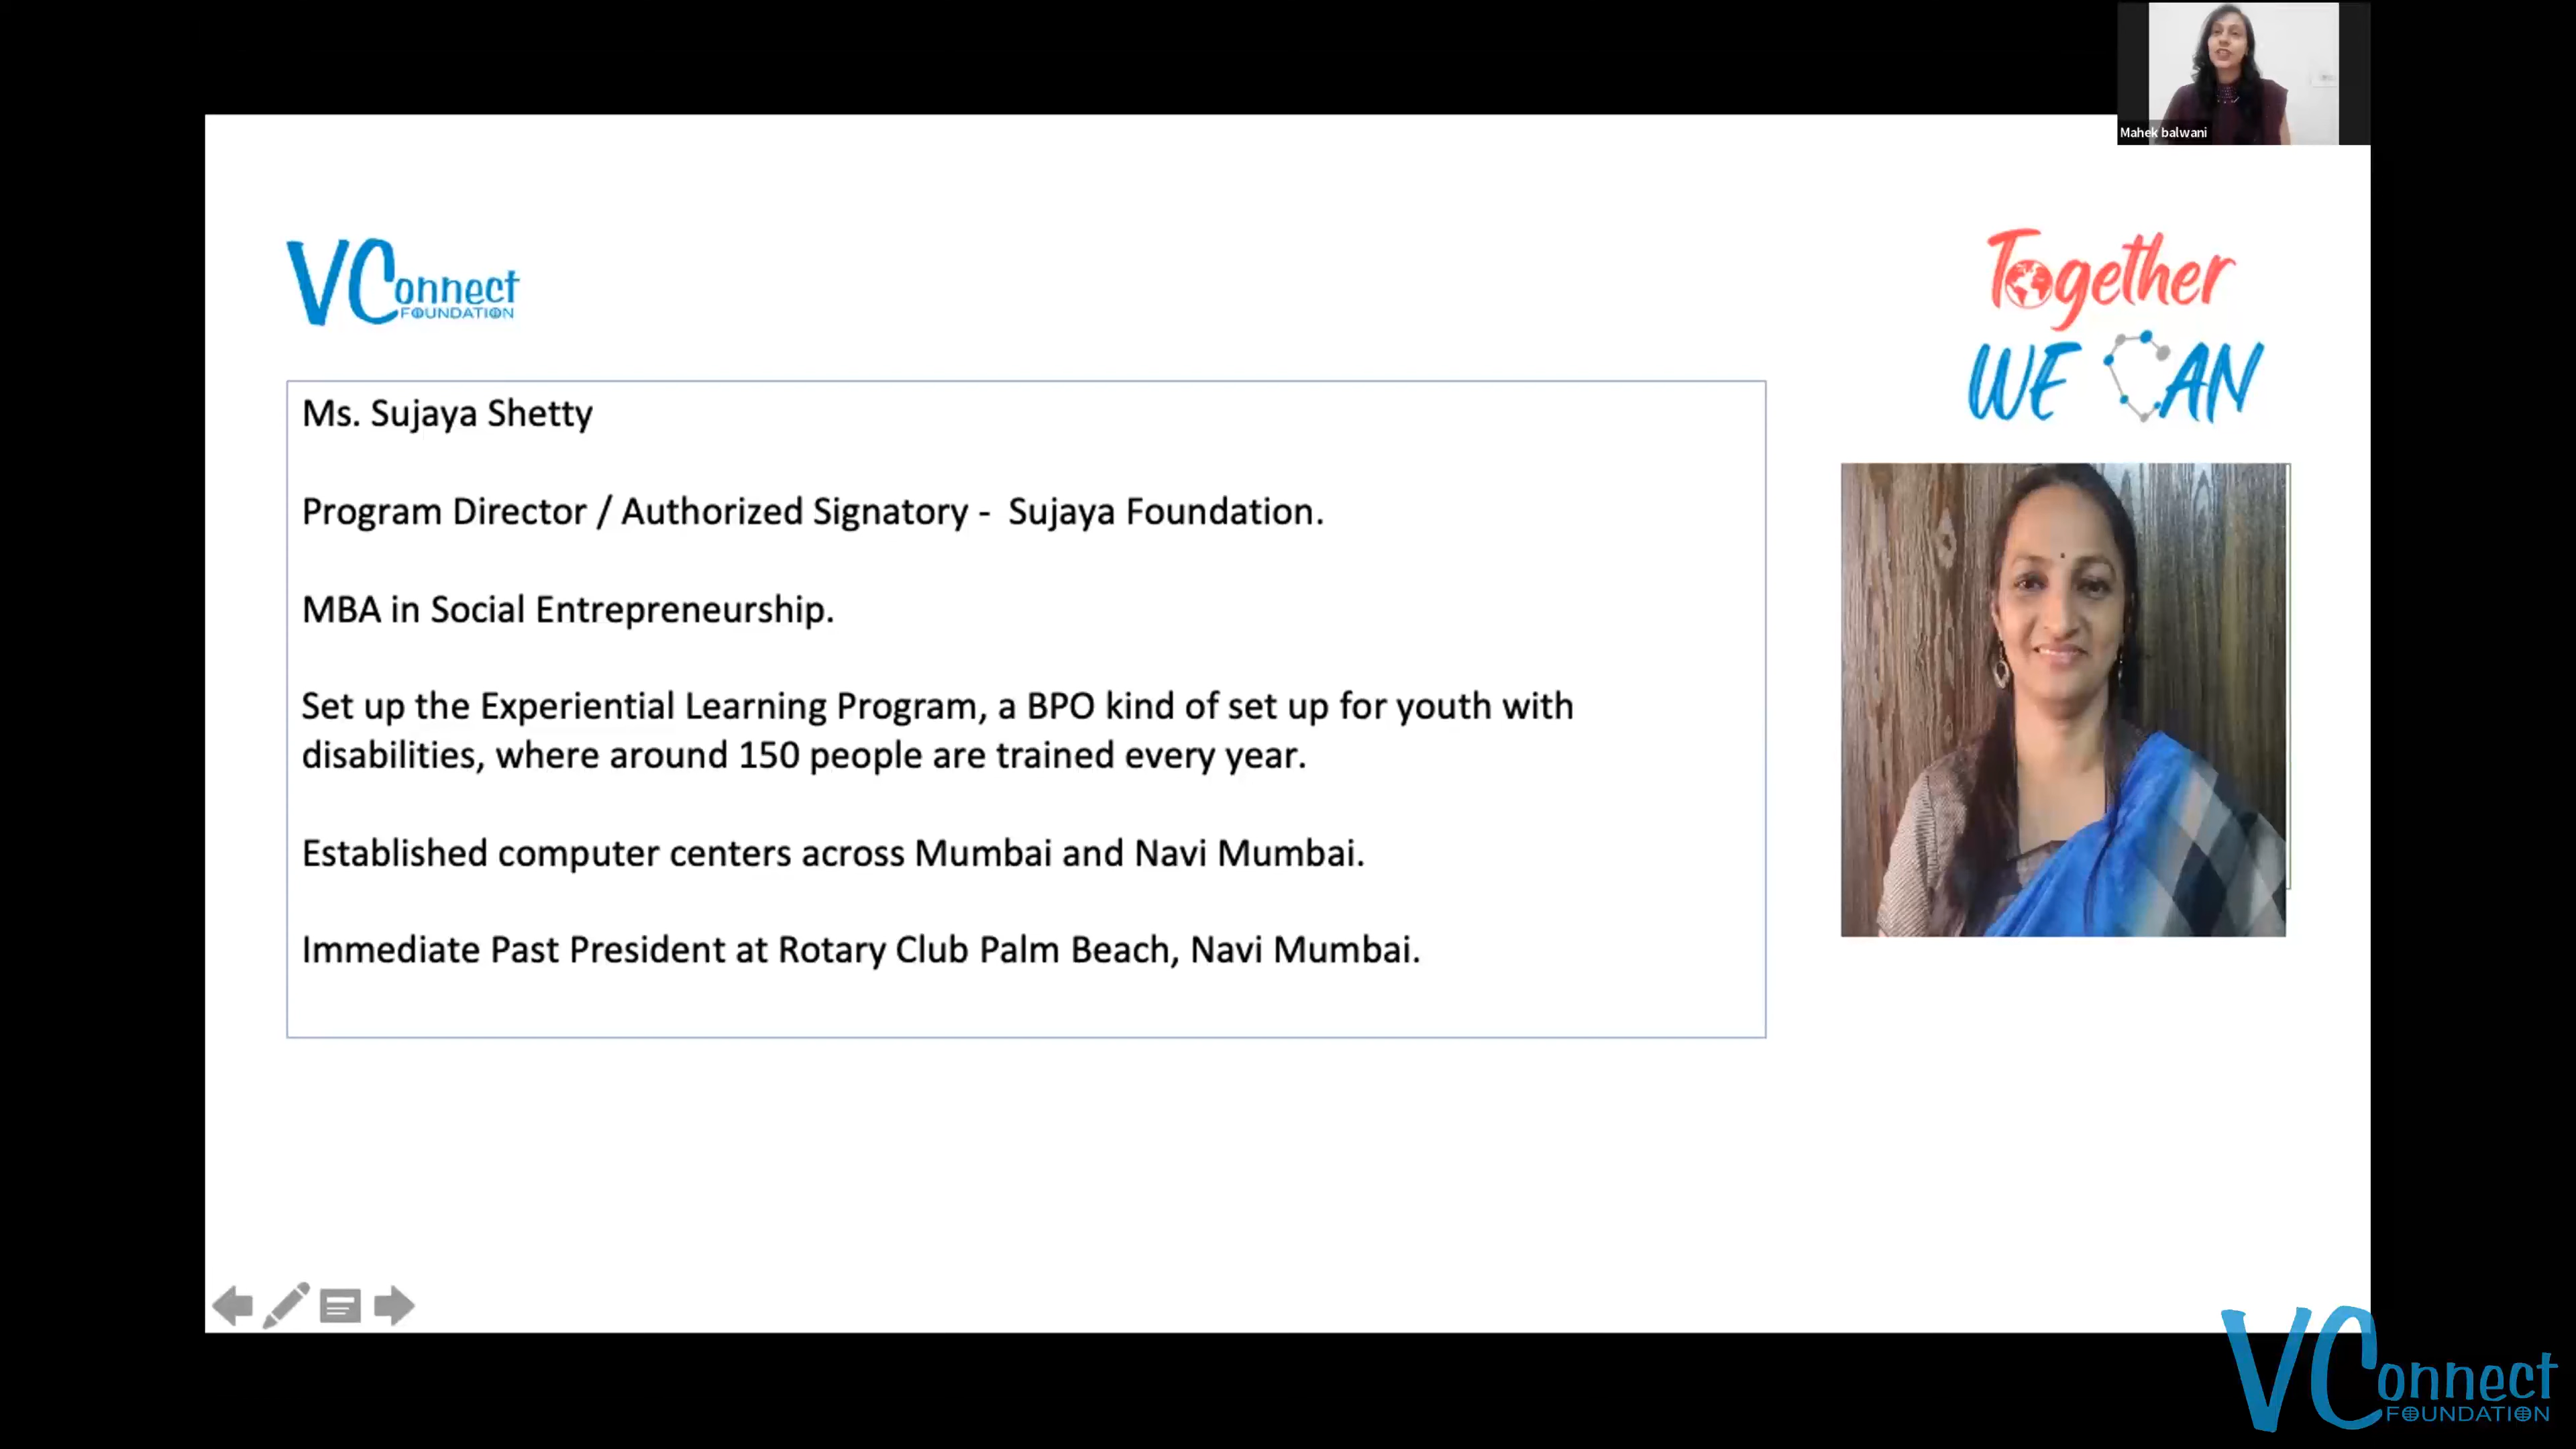 Mahek balwani
VConnect
FOUNDATION
Together
WE CAN
Ms. Sujaya Shetty
Program Director / Authorized Signatory - Sujaya Foundation.
MBA in Social Entrepreneurship.
Set up the Experiential Learning Program, a BPO kind of set up for youth with
disabilities, where around 150 people are trained every year.
Established computer centers across Mumbai and Navi Mumbai.
Immediate Past President at Rotary Club Palm Beach, Navi Mumbai.
VConnect
FOUNDATION